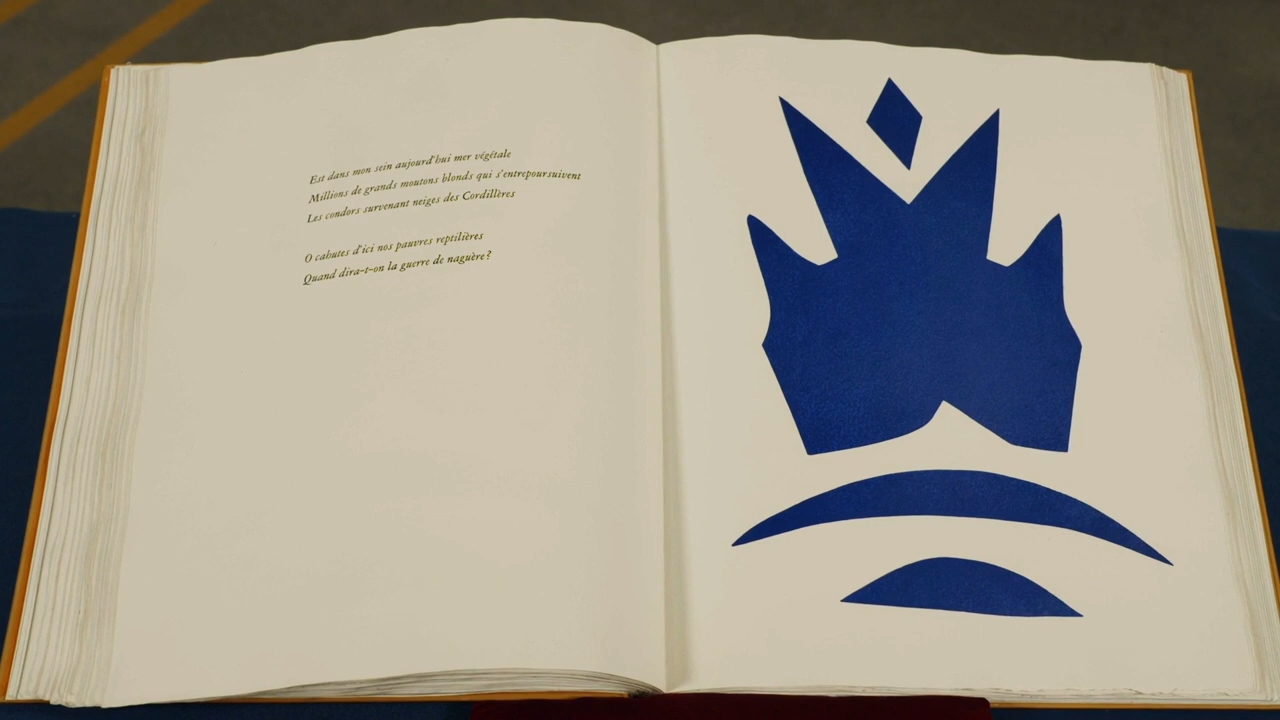 Est dans mon sein aujourd'hui mer végétale
Millions de grands moutons blonds qui s'entrepoursuivent
Les condors survenant neiges des Cordillères
O cahutes d'ici nos pauvres reptilières
Quand dira-t-on la guerre de naguère?